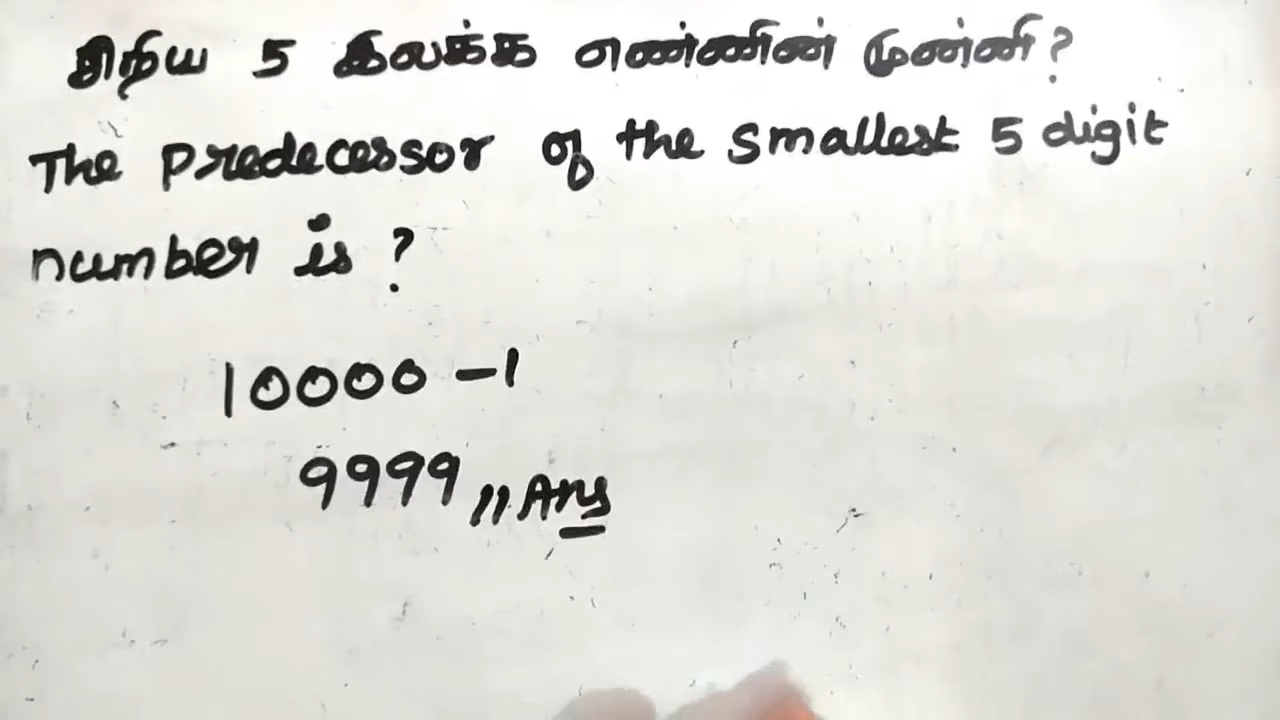 சிறிய 5 இலக்க எண்ணின் முன்னி?
The predecessor of the smallest 5 digit
number is ?
10000 - 1
9999 ,, Ans